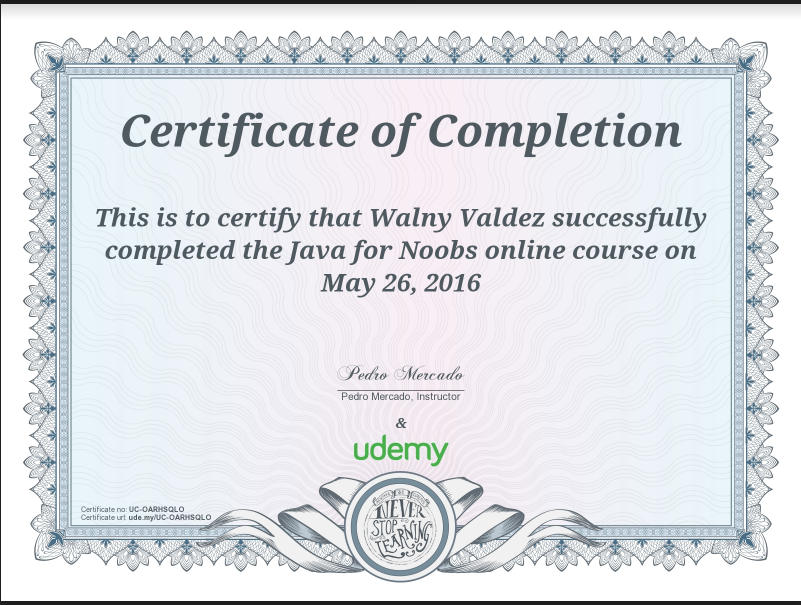 Certificate of Completion
This is to certify that Walny Valdez successfully
completed the Java for Noobs online course on
May 26, 2016
Pedro Mercado
Pedro Mercado, Instructor
&
udemy
Certificate no: UC-OARHSQLO
Certificate url: ude.my/UC-OARHSQLO
NEVER
STOP
LEARNING